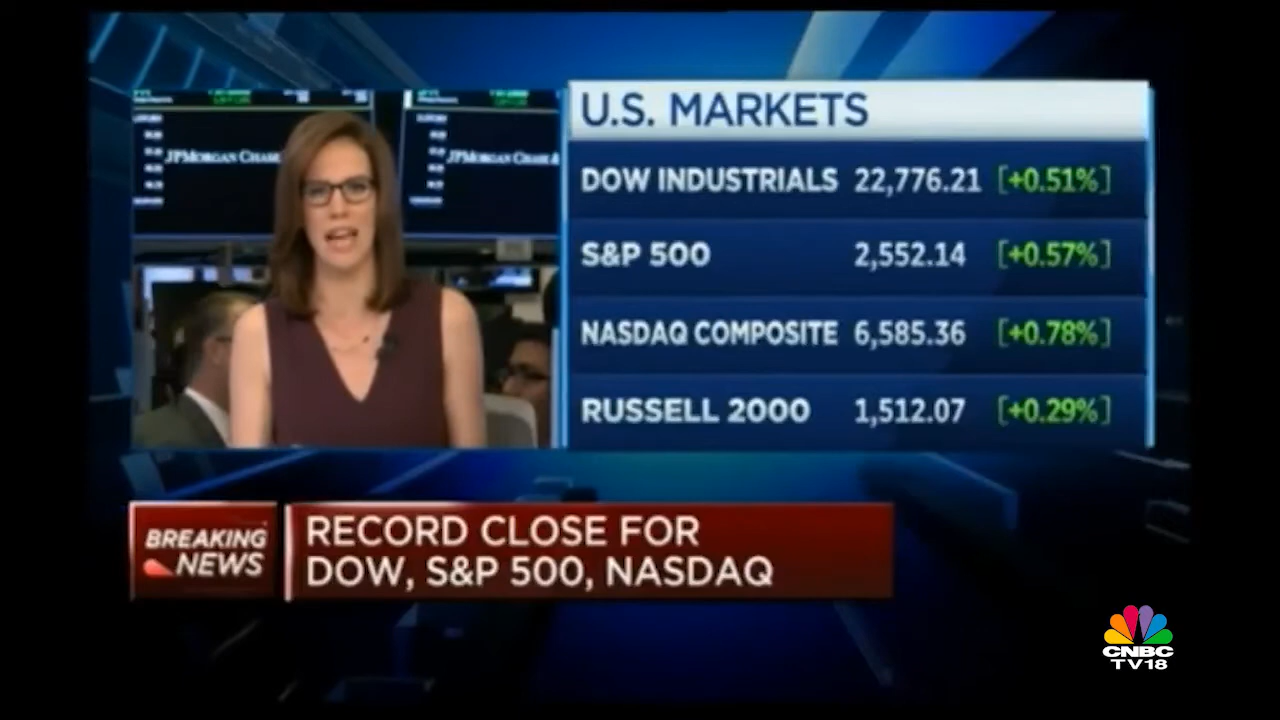 JPMORGAN CHASE
JPMORGAN CHASE &
U.S. MARKETS
DOW INDUSTRIALS 22,776.21 [+0.51%]
S&P 500 2,552.14 [+0.57%]
NASDAQ COMPOSITE 6,585.36 [+0.78%]
RUSSELL 2000 1,512.07 [+0.29%]
BREAKING
NEWS
RECORD CLOSE FOR
DOW, S&P 500, NASDAQ
CNBC
TV18